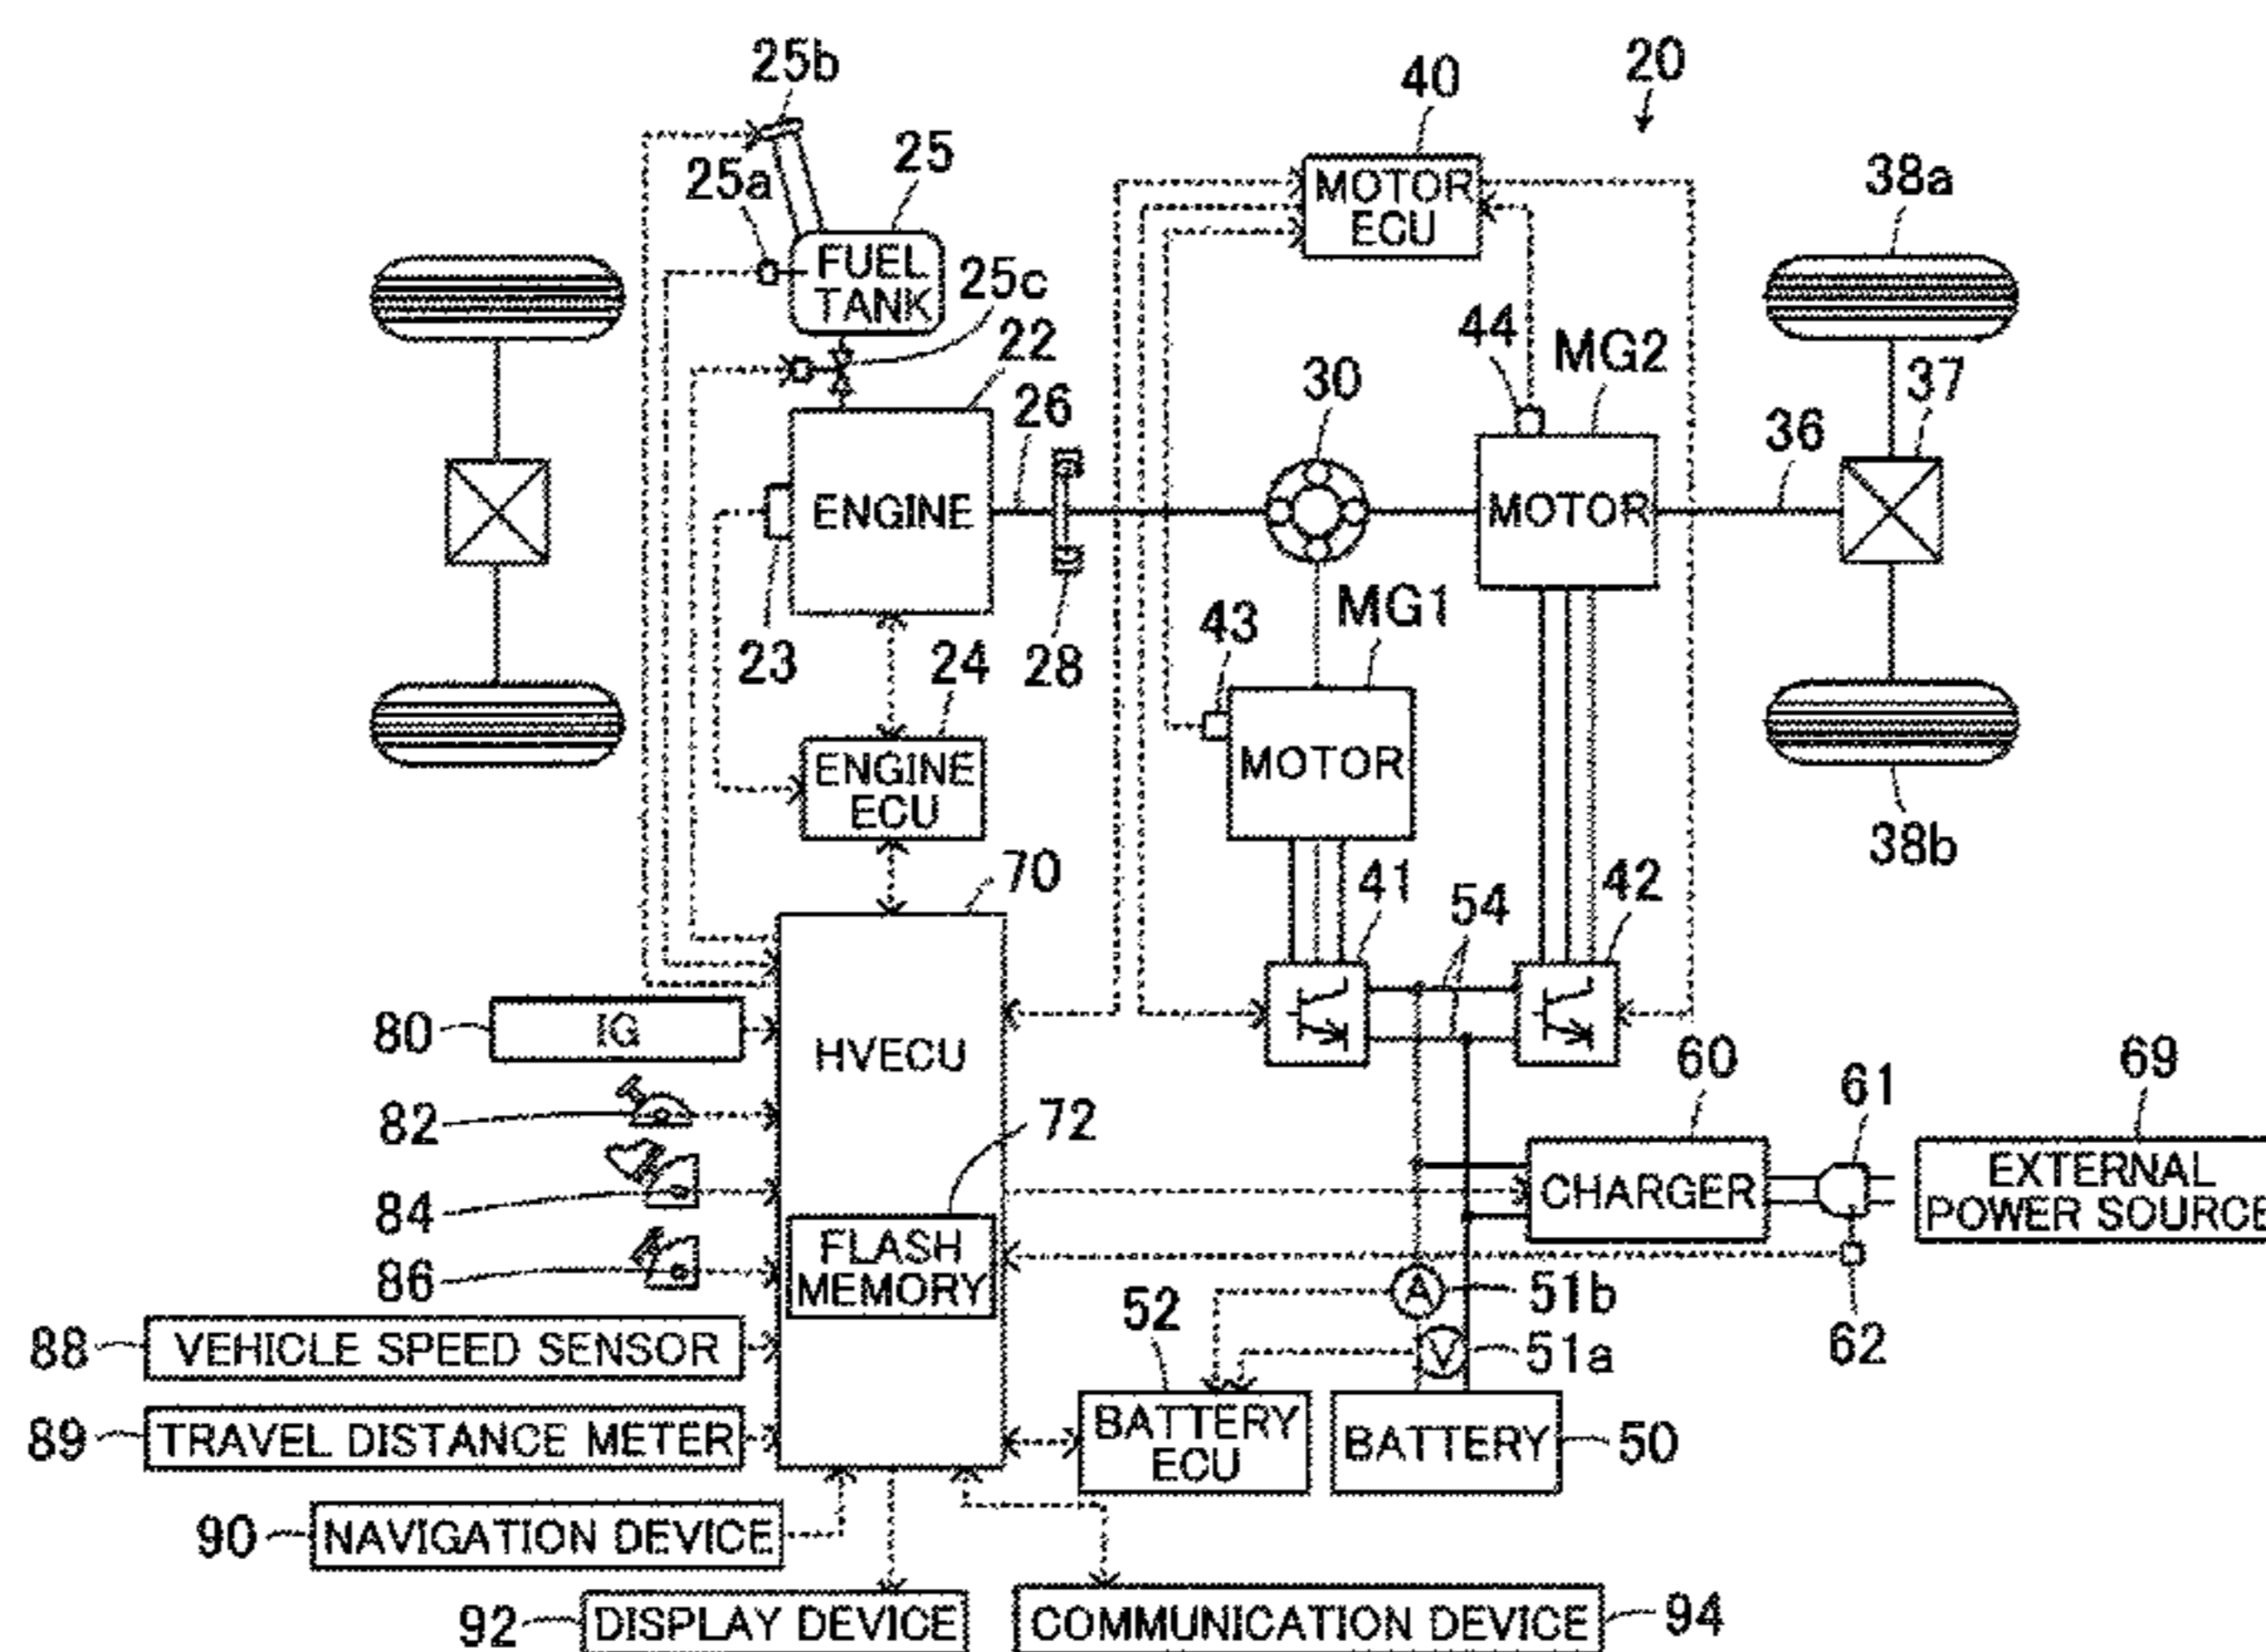 25b
40
20
25
25a
MOTOR
ECU
38a
FUEL
TANK
25c
22
44
MG2
30
37
26
36
ENGINE
MOTOR
MG1
43
23
24
28
MOTOR
ENGINE
ECU
38b
70
41
54
42
80
IG
HVECU
60
61
69
82
72
84
CHARGER
EXTERNAL
POWER SOURCE
86
FLASH
MEMORY
52
A
51b
62
88
VEHICLE SPEED SENSOR
V
51a
89
TRAVEL DISTANCE METER
BATTERY
ECU
BATTERY
50
90
NAVIGATION DEVICE
92
DISPLAY DEVICE
COMMUNICATION DEVICE
94